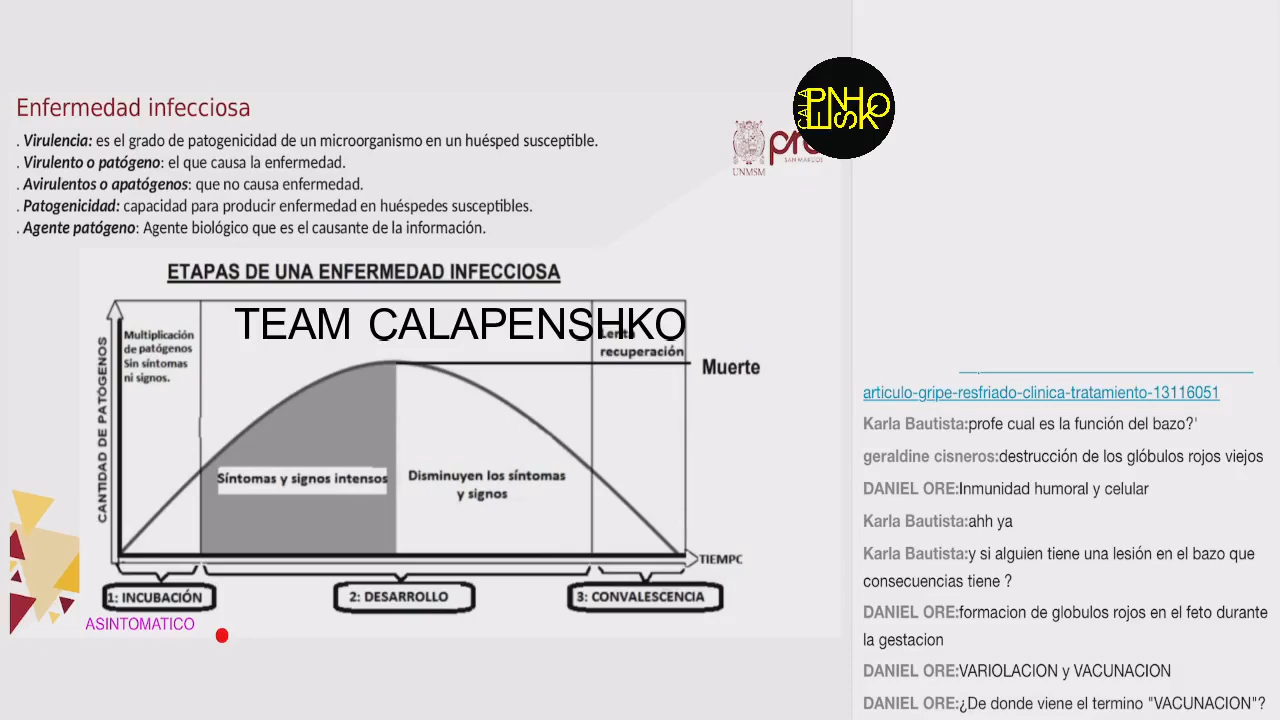 Enfermedad infecciosa
. Virulencia: es el grado de patogenicidad de un microorganismo en un huésped susceptible.
. Virulento o patógeno: el que causa la enfermedad.
. Avirulentos o apatógenos: que no causa enfermedad.
. Patogenicidad: capacidad para producir enfermedad en huéspedes susceptibles.
. Agente patógeno: Agente biológico que es el causante de la información.
CALA
PENSHKO
UNMSM
pre
SAN MARCOS
ETAPAS DE UNA ENFERMEDAD INFECCIOSA
TEAM CALAPENSHKO
CANTIDAD DE PATÓGENOS
Multiplicación
de patógenos
Sin síntomas
ni signos.
Lenta
recuperación
Muerte
Síntomas y signos intensos
Disminuyen los síntomas
y signos
TIEMPC
1: INCUBACIÓN
2: DESARROLLO
3: CONVALESCENCIA
ASINTOMATICO
articulo-gripe-resfriado-clinica-tratamiento-13116051
Karla Bautista:profe cual es la función del bazo?'
geraldine cisneros:destrucción de los glóbulos rojos viejos
DANIEL ORE:Inmunidad humoral y celular
Karla Bautista:ahh ya
Karla Bautista:y si alguien tiene una lesión en el bazo que
consecuencias tiene ?
DANIEL ORE:formacion de globulos rojos en el feto durante
la gestacion
DANIEL ORE:VARIOLACION y VACUNACION
DANIEL ORE:¿De donde viene el termino "VACUNACION"?